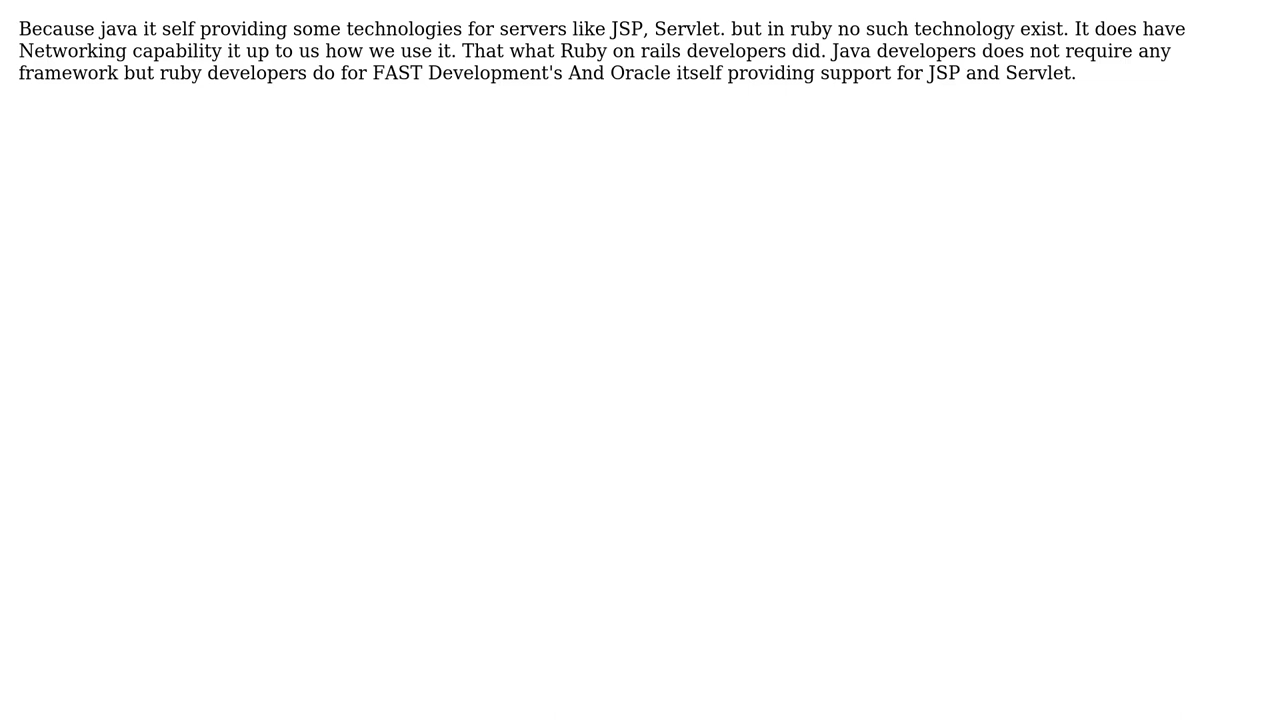 Because java it self providing some technologies for servers like JSP, Servlet. but in ruby no such technology exist. It does have
Networking capability it up to us how we use it. That what Ruby on rails developers did. Java developers does not require any
framework but ruby developers do for FAST Development's And Oracle itself providing support for JSP and Servlet.